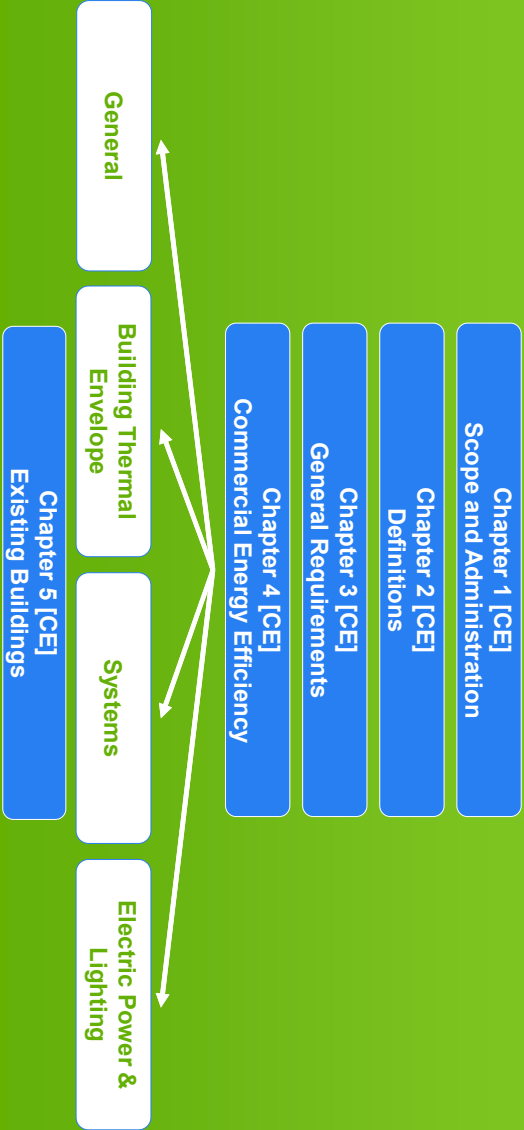 Chapter 1 [CE]
Scope and Administration
Chapter 2 [CE]
Definitions
Chapter 3 [CE]
General Requirements
Chapter 4 [CE]
Commercial Energy Efficiency
General
Building Thermal
Envelope
Systems
Electric Power &
Lighting
Chapter 5 [CE]
Existing Buildings